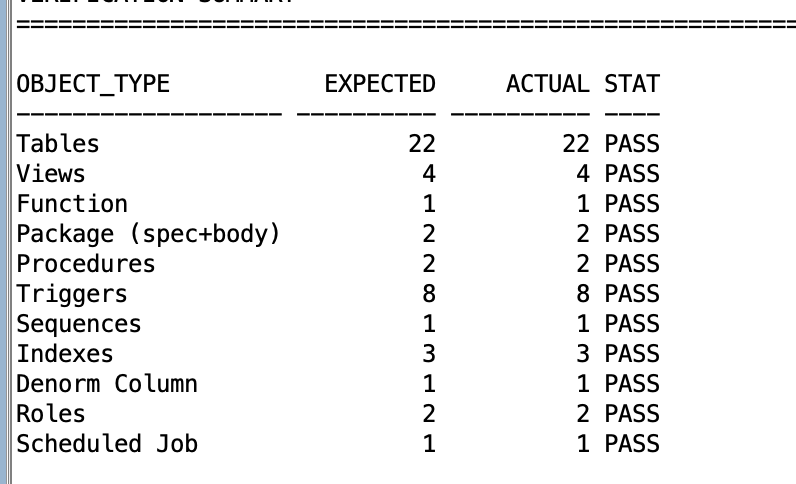 VERIFICATION SUMMARY
================================================================
OBJECT_TYPE EXPECTED ACTUAL STAT
------------------- ---------- ---------- ----
Tables 22 22 PASS
Views 4 4 PASS
Function 1 1 PASS
Package (spec+body) 2 2 PASS
Procedures 2 2 PASS
Triggers 8 8 PASS
Sequences 1 1 PASS
Indexes 3 3 PASS
Denorm Column 1 1 PASS
Roles 2 2 PASS
Scheduled Job 1 1 PASS